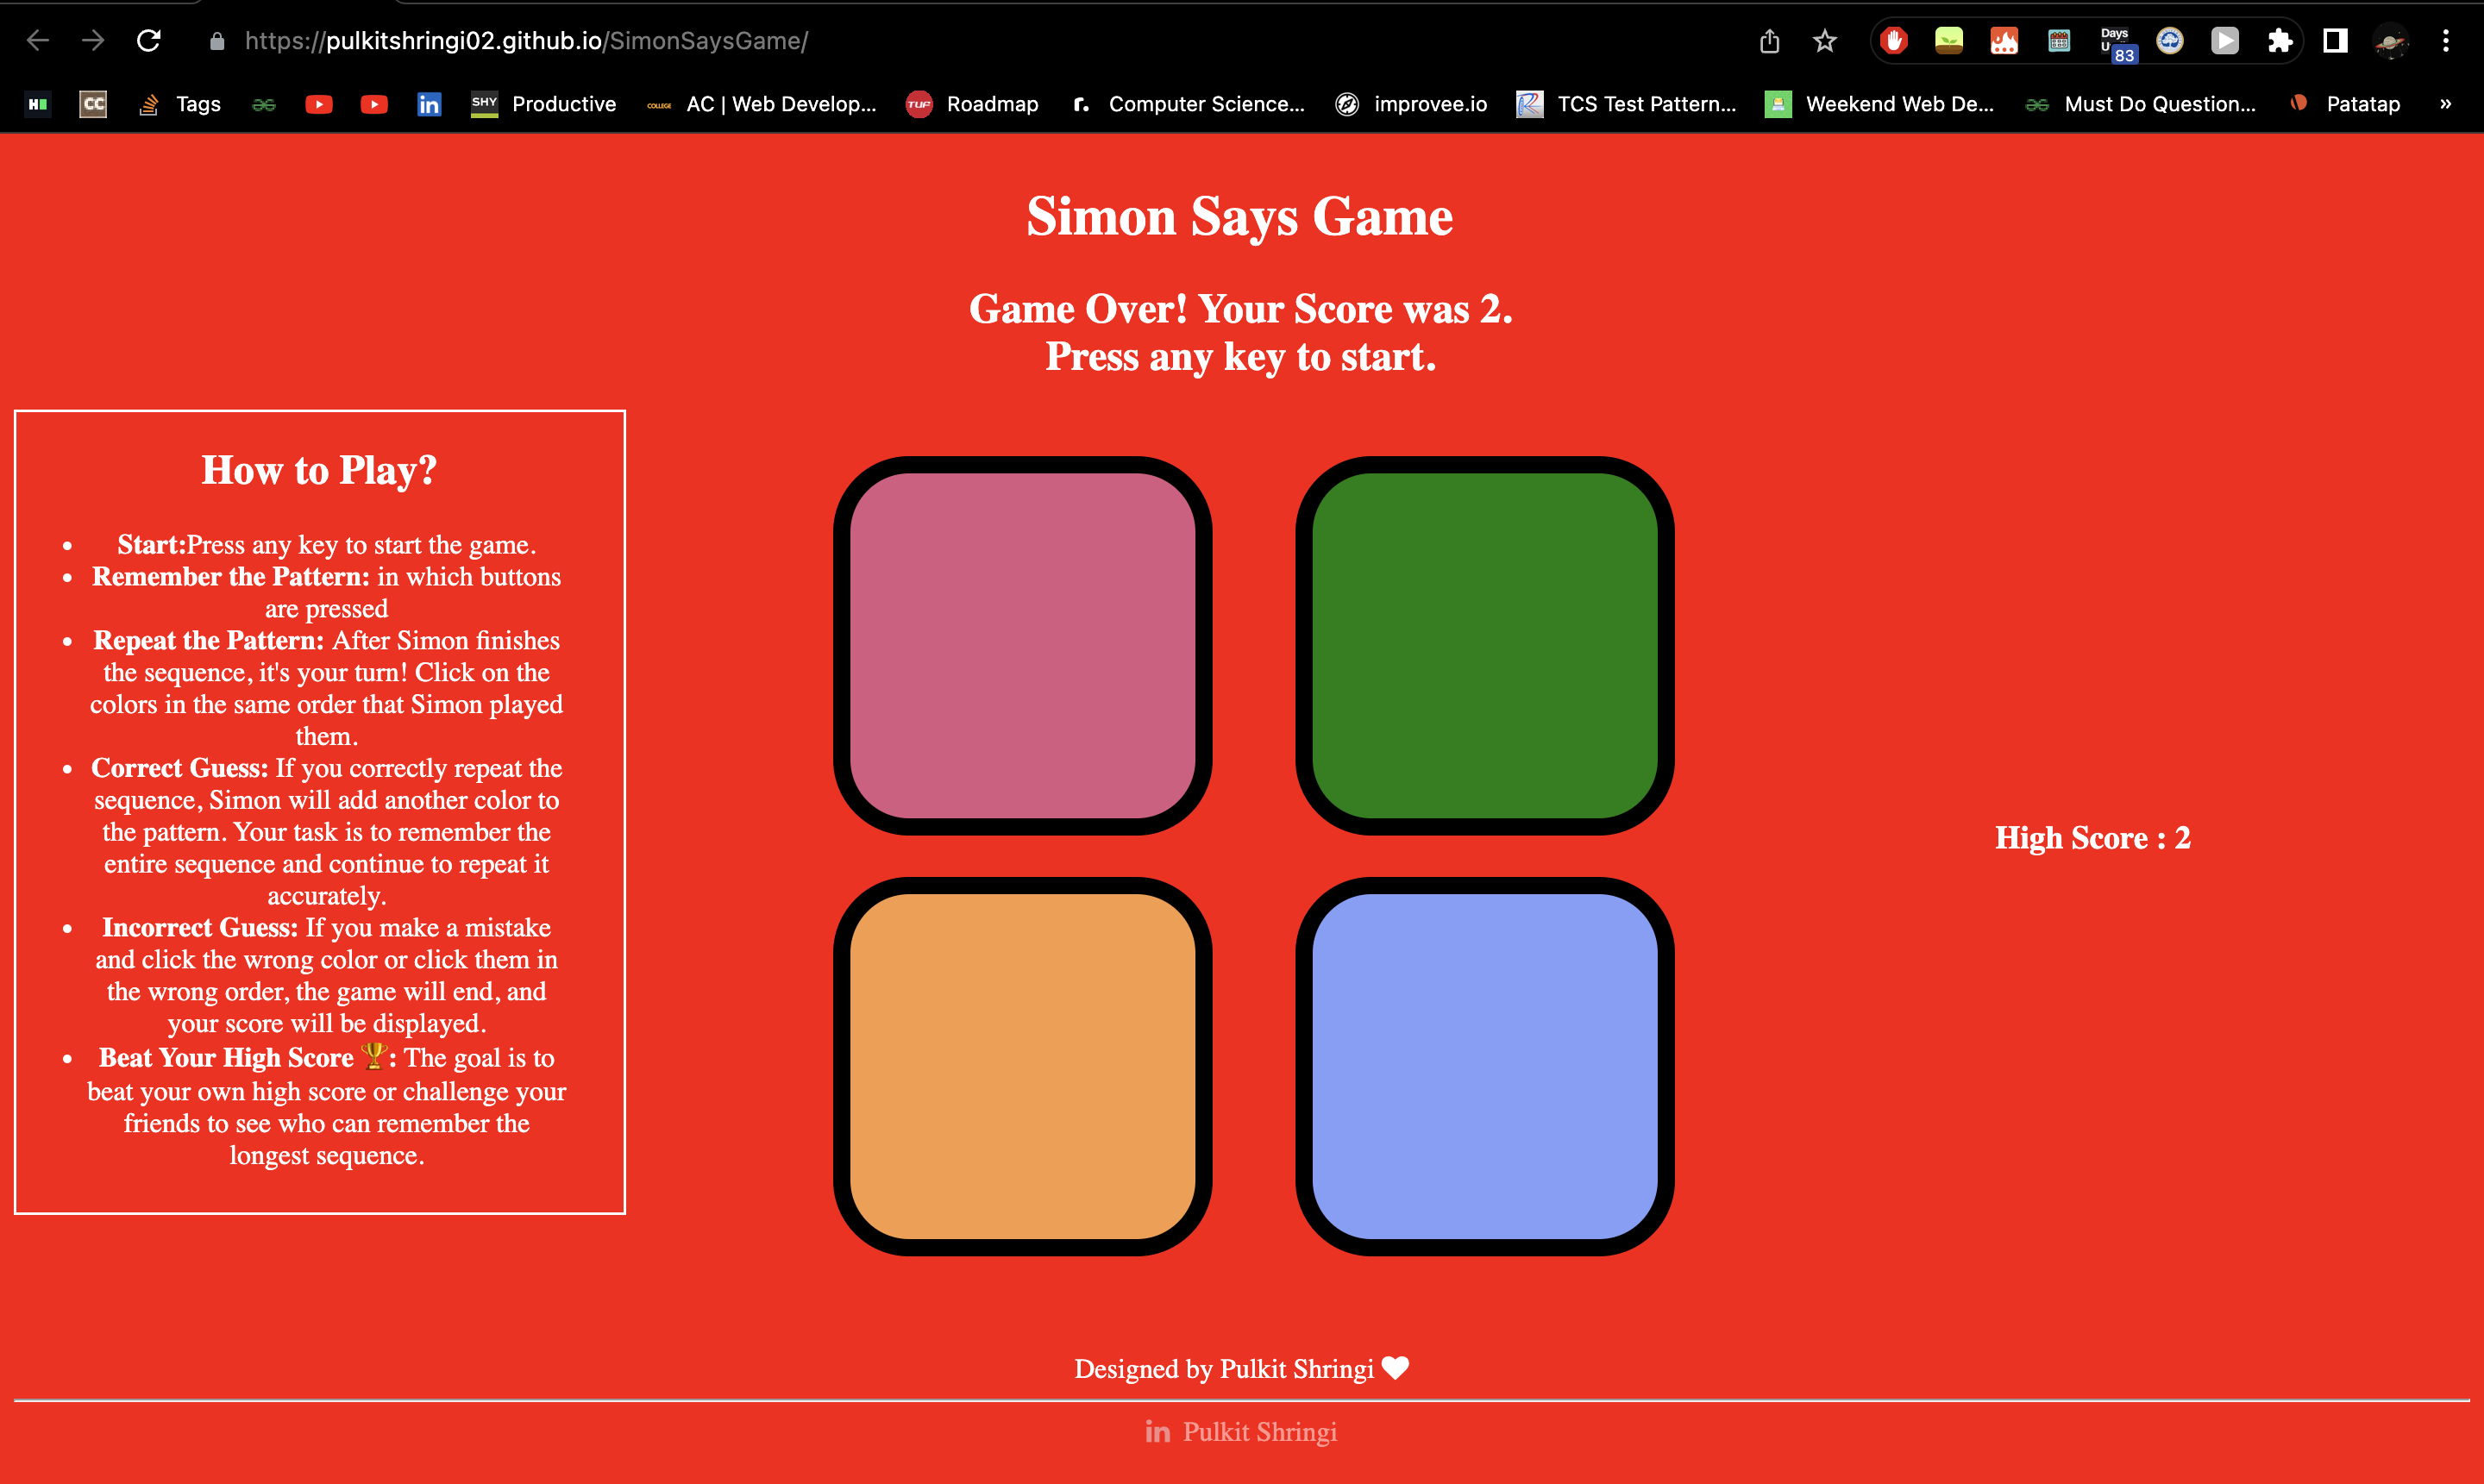 https://pulkitshringi02.github.io/SimonSaysGame/
Days
83
H
CC
Tags
in
SHY
Productive
COLLEGE
AC | Web Develop...
TUF
Roadmap
r.
Computer Science...
improvee.io
TCS Test Pattern...
Weekend Web De...
Must Do Question...
Patatap
»
Simon Says Game
Game Over! Your Score was 2.
Press any key to start.
How to Play?
• Start:Press any key to start the game.
• Remember the Pattern: in which buttons
are pressed
• Repeat the Pattern: After Simon finishes
the sequence, it's your turn! Click on the
colors in the same order that Simon played
them.
• Correct Guess: If you correctly repeat the
sequence, Simon will add another color to
the pattern. Your task is to remember the
entire sequence and continue to repeat it
accurately.
• Incorrect Guess: If you make a mistake
and click the wrong color or click them in
the wrong order, the game will end, and
your score will be displayed.
• Beat Your High Score 🏆: The goal is to
beat your own high score or challenge your
friends to see who can remember the
longest sequence.
High Score : 2
Designed by Pulkit Shringi
in Pulkit Shringi